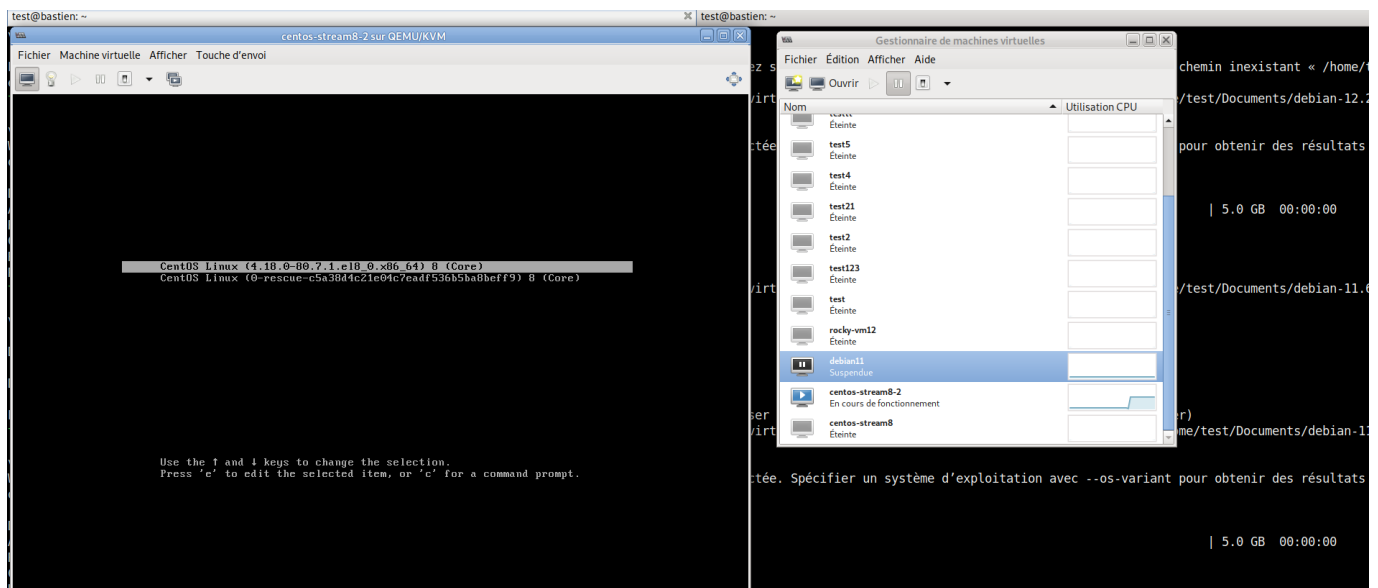 test@bastien: ~
test@bastien: ~
centos-stream8-2 sur QEMU/KVM
Fichier Machine virtuelle Afficher Touche d'envoi
CentOS Linux (4.18.0-80.7.1.el8_0.x86_64) 8 (Core)
CentOS Linux (0-rescue-c5a38d4c21e04c7eadf536b5ba8beff9) 8 (Core)
Use the ↑ and ↓ keys to change the selection.
Press 'e' to edit the selected item, or 'c' for a command prompt.
Gestionnaire de machines virtuelles
Fichier Édition Afficher Aide
Ouvrir
Nom Utilisation CPU
Éteinte
test5
Éteinte
test4
Éteinte
test21
Éteinte
test2
Éteinte
test123
Éteinte
test
Éteinte
rocky-vm12
Éteinte
debian11
Suspendue
centos-stream8-2
En cours de fonctionnement
centos-stream8
Éteinte
chemin inexistant « /home/t
/test/Documents/debian-12.2
pour obtenir des résultats
| 5.0 GB 00:00:00
/test/Documents/debian-11.6
me/test/Documents/debian-11
tée. Spécifier un système d'exploitation avec --os-variant pour obtenir des résultats
| 5.0 GB 00:00:00